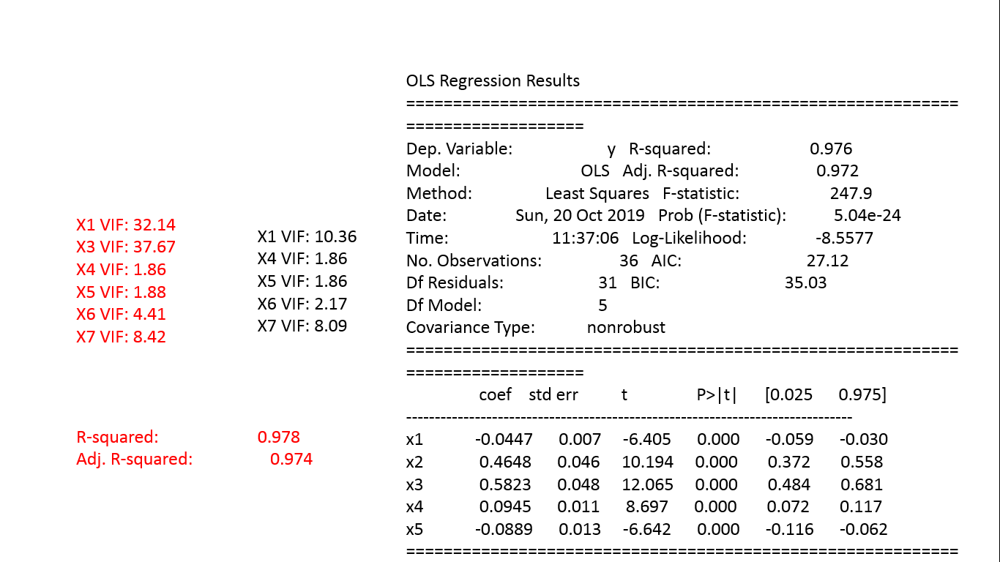 X1 VIF: 32.14
X3 VIF: 37.67
X4 VIF: 1.86
X5 VIF: 1.88
X6 VIF: 4.41
X7 VIF: 8.42
R-squared: 0.978
Adj. R-squared: 0.974
X1 VIF: 10.36
X4 VIF: 1.86
X5 VIF: 1.86
X6 VIF: 2.17
X7 VIF: 8.09
OLS Regression Results
===========================================================
===================
Dep. Variable: y R-squared: 0.976
Model: OLS Adj. R-squared: 0.972
Method: Least Squares F-statistic: 247.9
Date: Sun, 20 Oct 2019 Prob (F-statistic): 5.04e-24
Time: 11:37:06 Log-Likelihood: -8.5577
No. Observations: 36 AIC: 27.12
Df Residuals: 31 BIC: 35.03
Df Model: 5
Covariance Type: nonrobust
===========================================================
===================
coef std err t P>|t| [0.025 0.975]
------------------------------------------------------------------------------
x1 -0.0447 0.007 -6.405 0.000 -0.059 -0.030
x2 0.4648 0.046 10.194 0.000 0.372 0.558
x3 0.5823 0.048 12.065 0.000 0.484 0.681
x4 0.0945 0.011 8.697 0.000 0.072 0.117
x5 -0.0889 0.013 -6.642 0.000 -0.116 -0.062
===========================================================